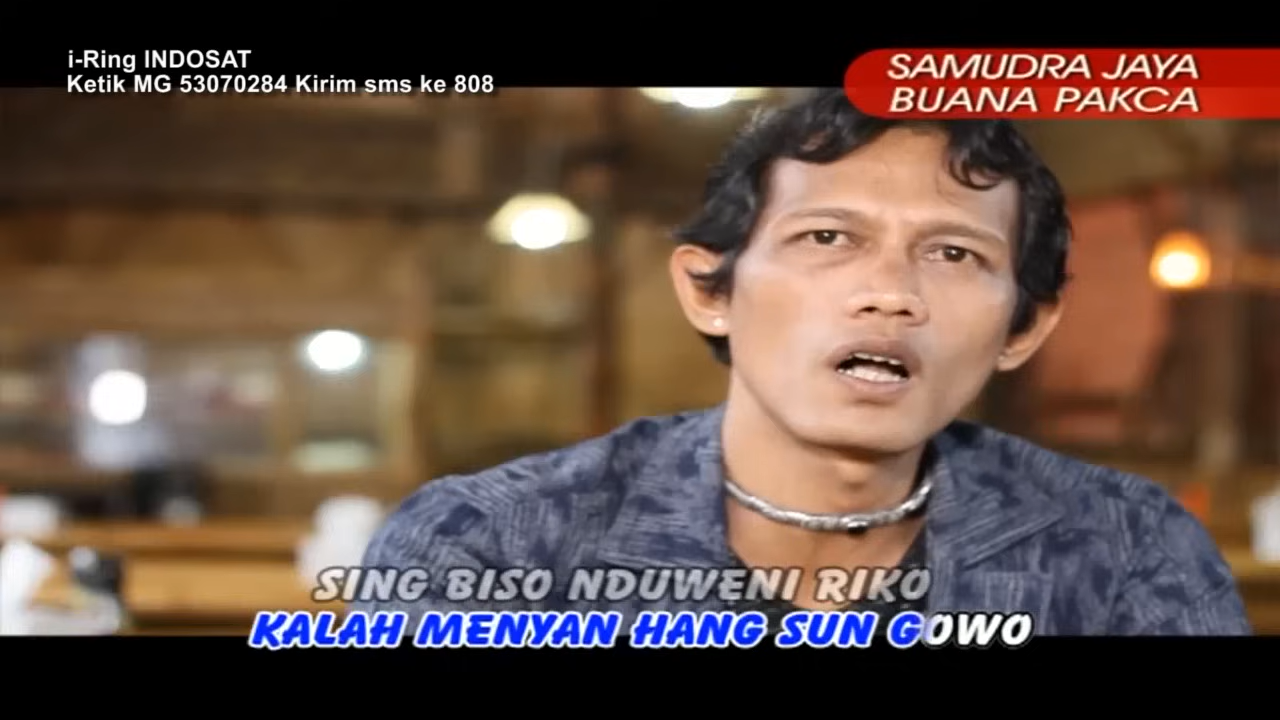 i-Ring INDOSAT
Ketik MG 53070284 Kirim sms ke 808
SAMUDRA JAYA
BUANA PAKCA
SING BISO NDUWENI RIKO
KALAH MENYAN HANG SUN GOWO